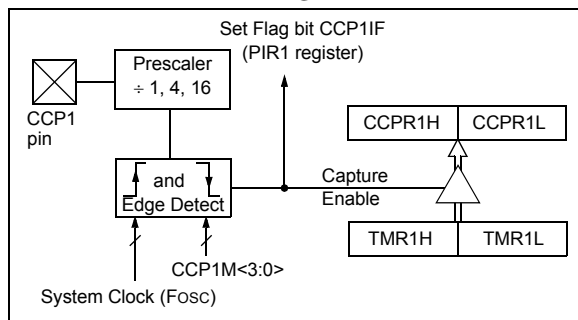 Set Flag bit CCP1IF
(PIR1 register)
Prescaler
÷ 1, 4, 16
CCP1
pin
CCPR1H
CCPR1L
and
Edge Detect
Capture
Enable
TMR1H
TMR1L
CCP1M<3:0>
System Clock (FOSC)